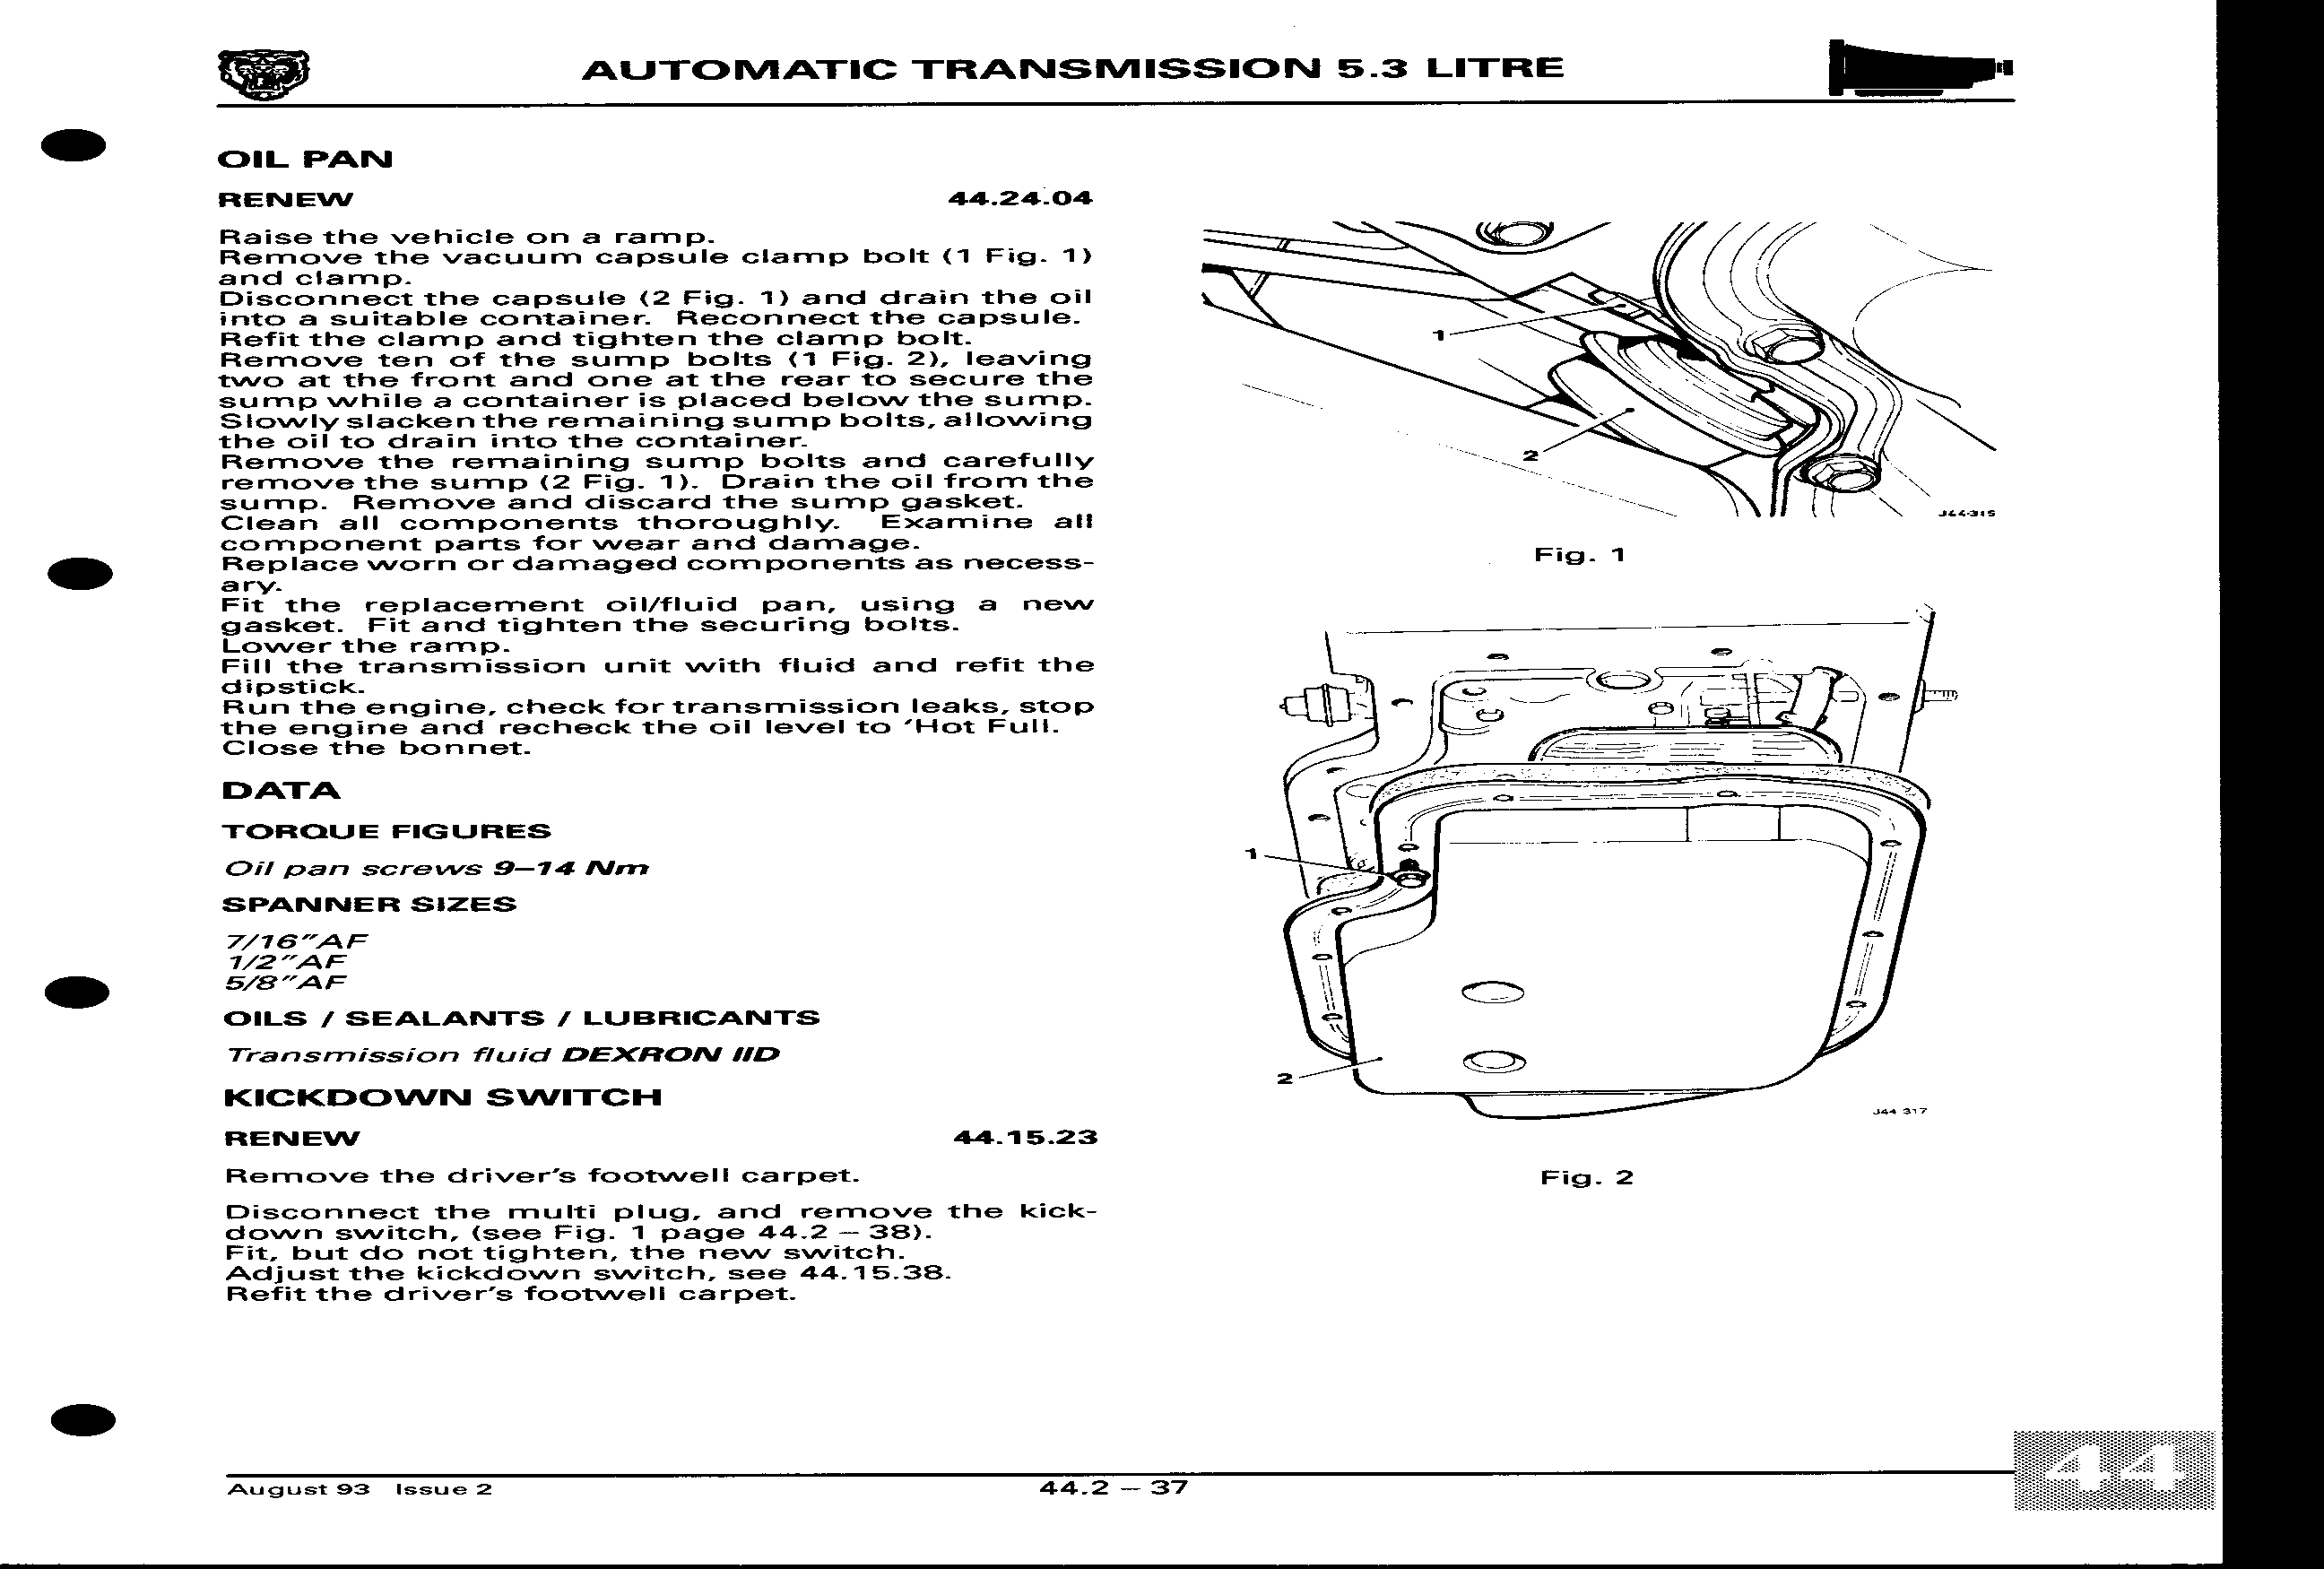 AUTOMATIC TRANSMISSION 5.3 LITRE
OIL PAN
RENEW 44.24.04
Raise the vehicle on a ramp.
Remove the vacuum capsule clamp bolt (1 Fig. 1)
and clamp.
Disconnect the capsule (2 Fig. 1) and drain the oil
into a suitable container. Reconnect the capsule.
Refit the clamp and tighten the clamp bolt.
Remove ten of the sump bolts (1 Fig. 2), leaving
two at the front and one at the rear to secure the
sump while a container is placed below the sump.
Slowly slacken the remaining sump bolts, allowing
the oil to drain into the container.
Remove the remaining sump bolts and carefully
remove the sump (2 Fig. 1). Drain the oil from the
sump. Remove and discard the sump gasket.
Clean all components thoroughly. Examine all
component parts for wear and damage.
Replace worn or damaged components as necess-
ary.
Fit the replacement oil/fluid pan, using a new
gasket. Fit and tighten the securing bolts.
Lower the ramp.
Fill the transmission unit with fluid and refit the
dipstick.
Run the engine, check for transmission leaks, stop
the engine and recheck the oil level to 'Hot Full.
Close the bonnet.
DATA
TORQUE FIGURES
Oil pan screws 9–14 Nm
SPANNER SIZES
7/16"AF
1/2"AF
5/8"AF
OILS / SEALANTS / LUBRICANTS
Transmission fluid DEXRON IID
KICKDOWN SWITCH
RENEW 44.15.23
Remove the driver's footwell carpet.
Disconnect the multi plug, and remove the kick-
down switch, (see Fig. 1 page 44.2 – 38).
Fit, but do not tighten, the new switch.
Adjust the kickdown switch, see 44.15.38.
Refit the driver's footwell carpet.
1
2
J44-315
Fig. 1
1
2
J44 317
Fig. 2
44
August 93 Issue 2
44.2 – 37